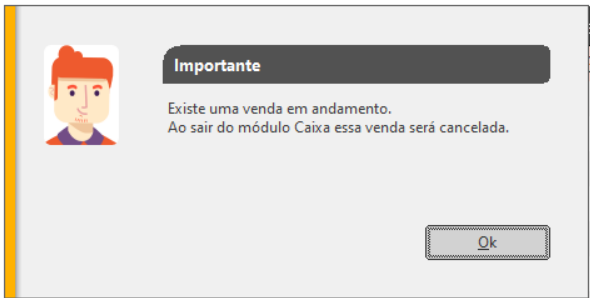 Importante
Existe uma venda em andamento.
Ao sair do módulo Caixa essa venda será cancelada.
Ok